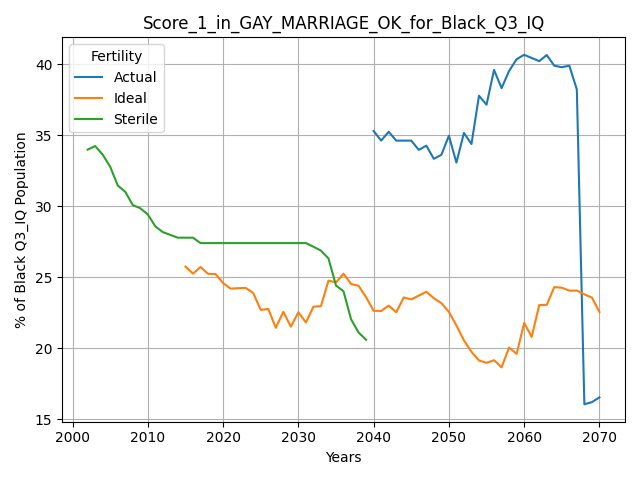 Score_1_in_GAY_MARRIAGE_OK_for_Black_Q3_IQ
Fertility
Actual
Ideal
Sterile
% of Black Q3_IQ Population
40
35
30
25
20
15
2000 2010 2020 2030 2040 2050 2060 2070
Years